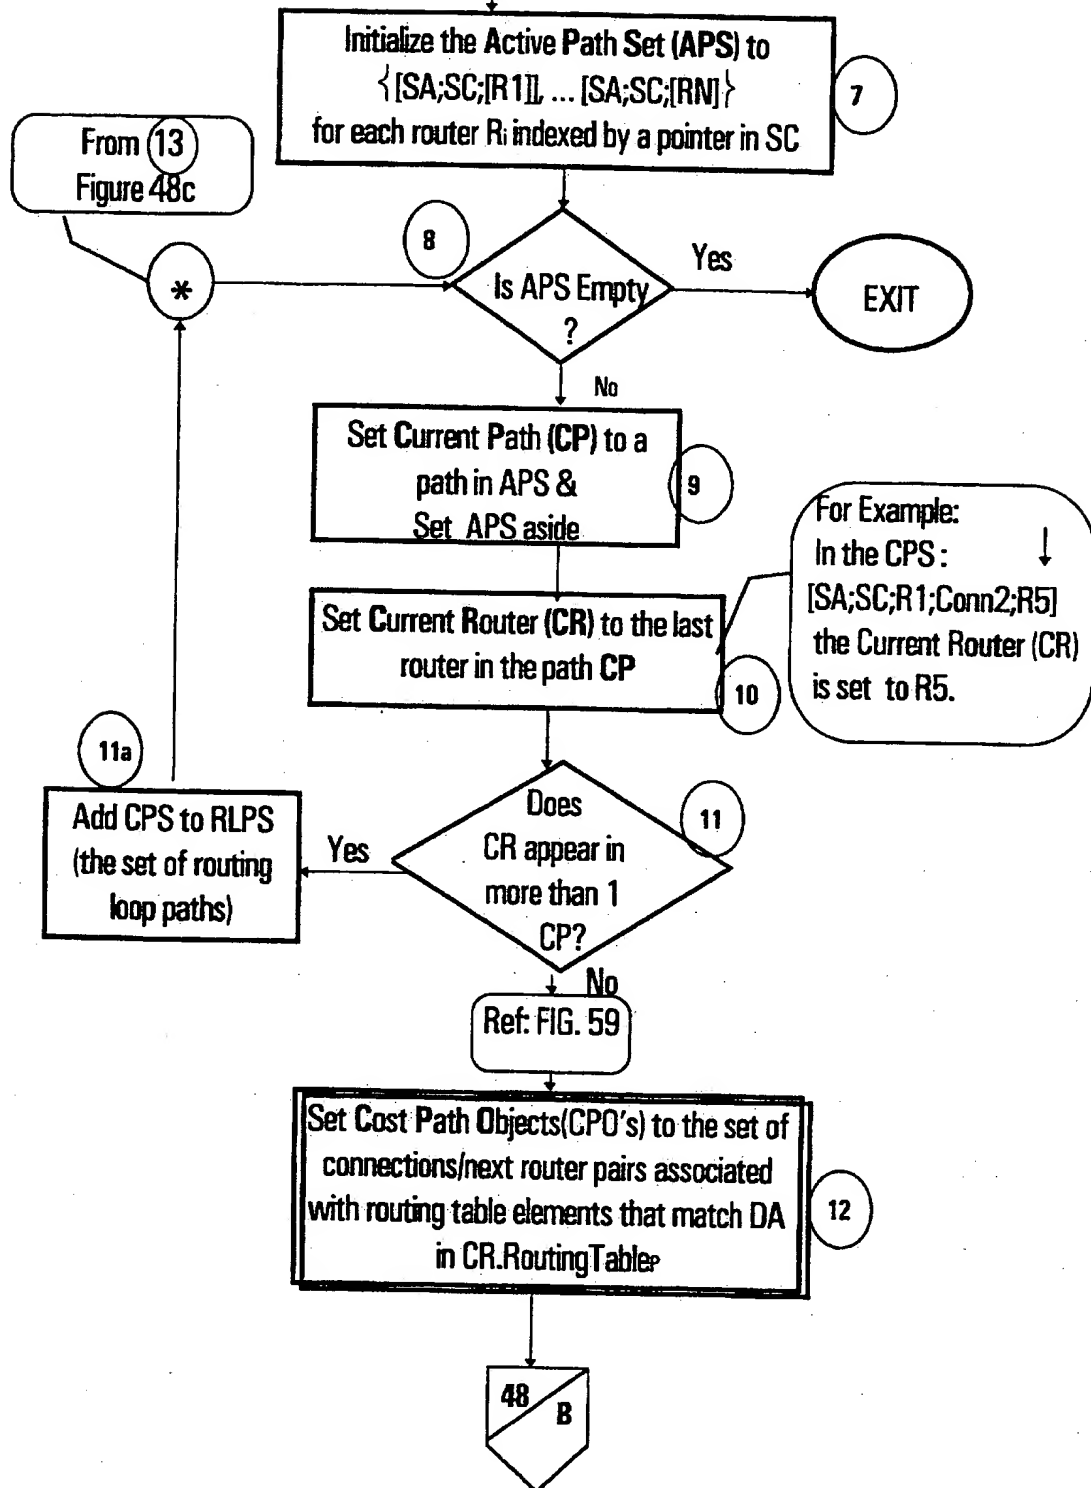 Initialize the Active Path Set (APS) to
{[SA;SC;[R1]], ... [SA;SC;[RN]}
for each router Ri indexed by a pointer in SC
7
From 13
Figure 48c
8
Is APS Empty
?
Yes
EXIT
*
No
Set Current Path (CP) to a
path in APS &
Set APS aside
9
For Example:
In the CPS :
[SA;SC;R1;Conn2;R5]
the Current Router (CR)
is set to R5.
Set Current Router (CR) to the last
router in the path CP
10
11a
Add CPS to RLPS
(the set of routing
loop paths)
Yes
Does
CR appear in
more than 1
CP?
11
No
Ref: FIG. 59
Set Cost Path Objects(CPO's) to the set of
connections/next router pairs associated
with routing table elements that match DA
in CR.RoutingTableP
12
48
B